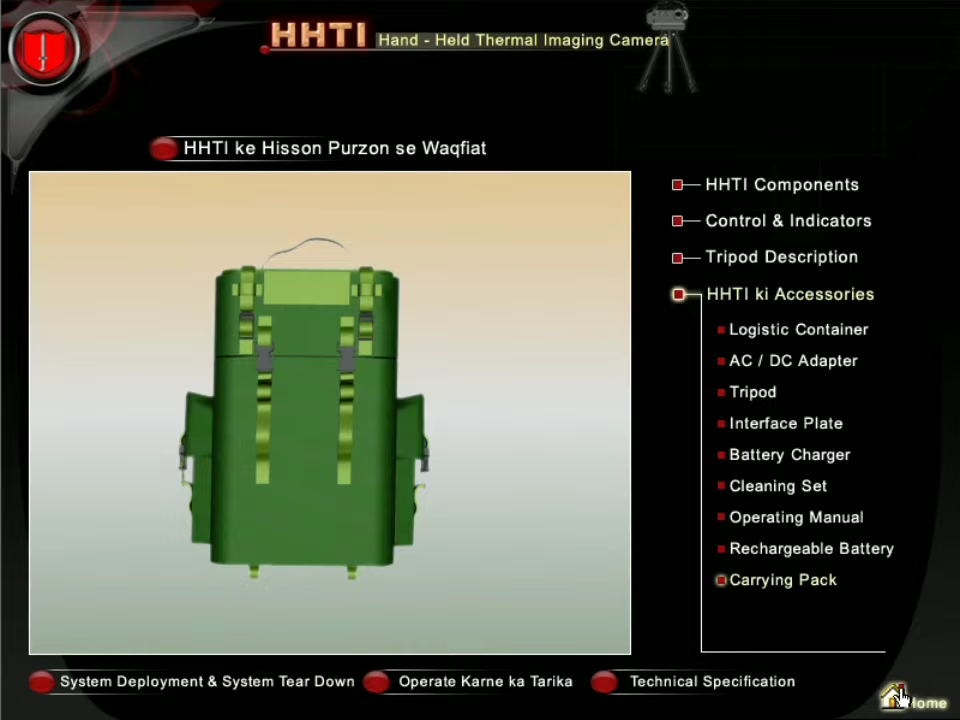 HHTI Hand - Held Thermal Imaging Camera
HHTI ke Hisson Purzon se Waqfiat
HHTI Components
Control & Indicators
Tripod Description
HHTI ki Accessories
Logistic Container
AC / DC Adapter
Tripod
Interface Plate
Battery Charger
Cleaning Set
Operating Manual
Rechargeable Battery
Carrying Pack
System Deployment & System Tear Down
Operate Karne ka Tarika
Technical Specification
Home